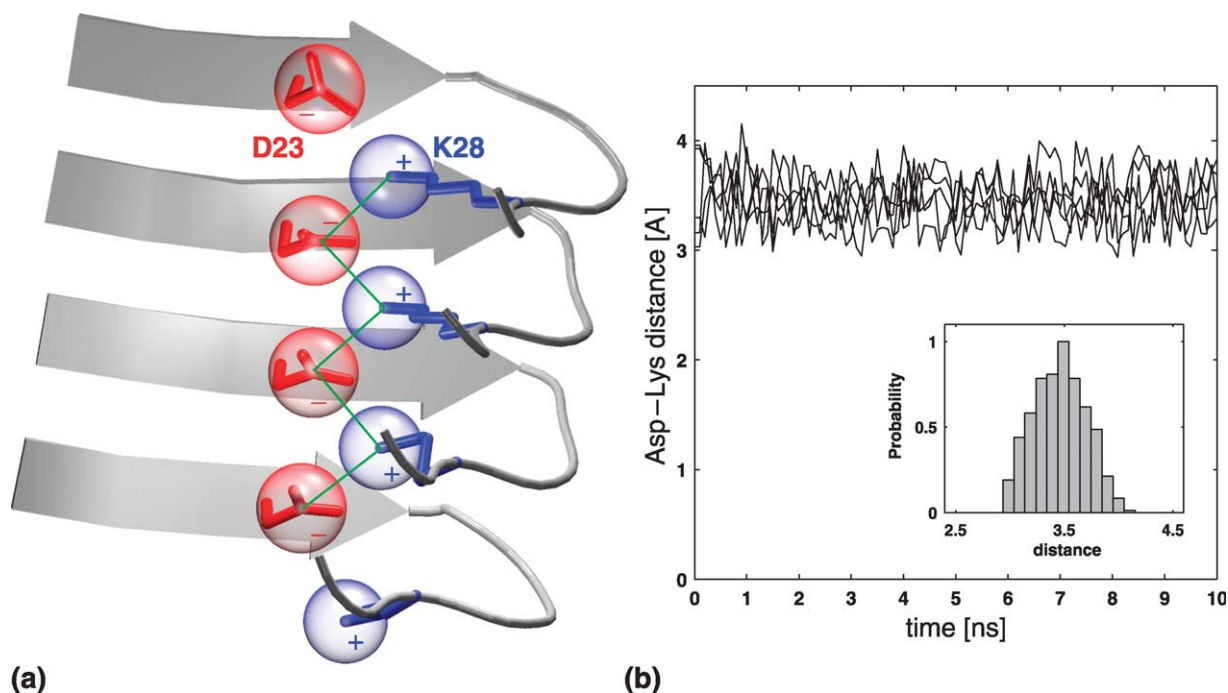 D23
K28
−
+
−
+
−
+
−
+
(a)
Asp−Lys distance [A]
4
3
2
1
0
0 1 2 3 4 5 6 7 8 9 10
time [ns]
Probability
1
0.5
0
2.5 3.5 4.5
distance
(b)